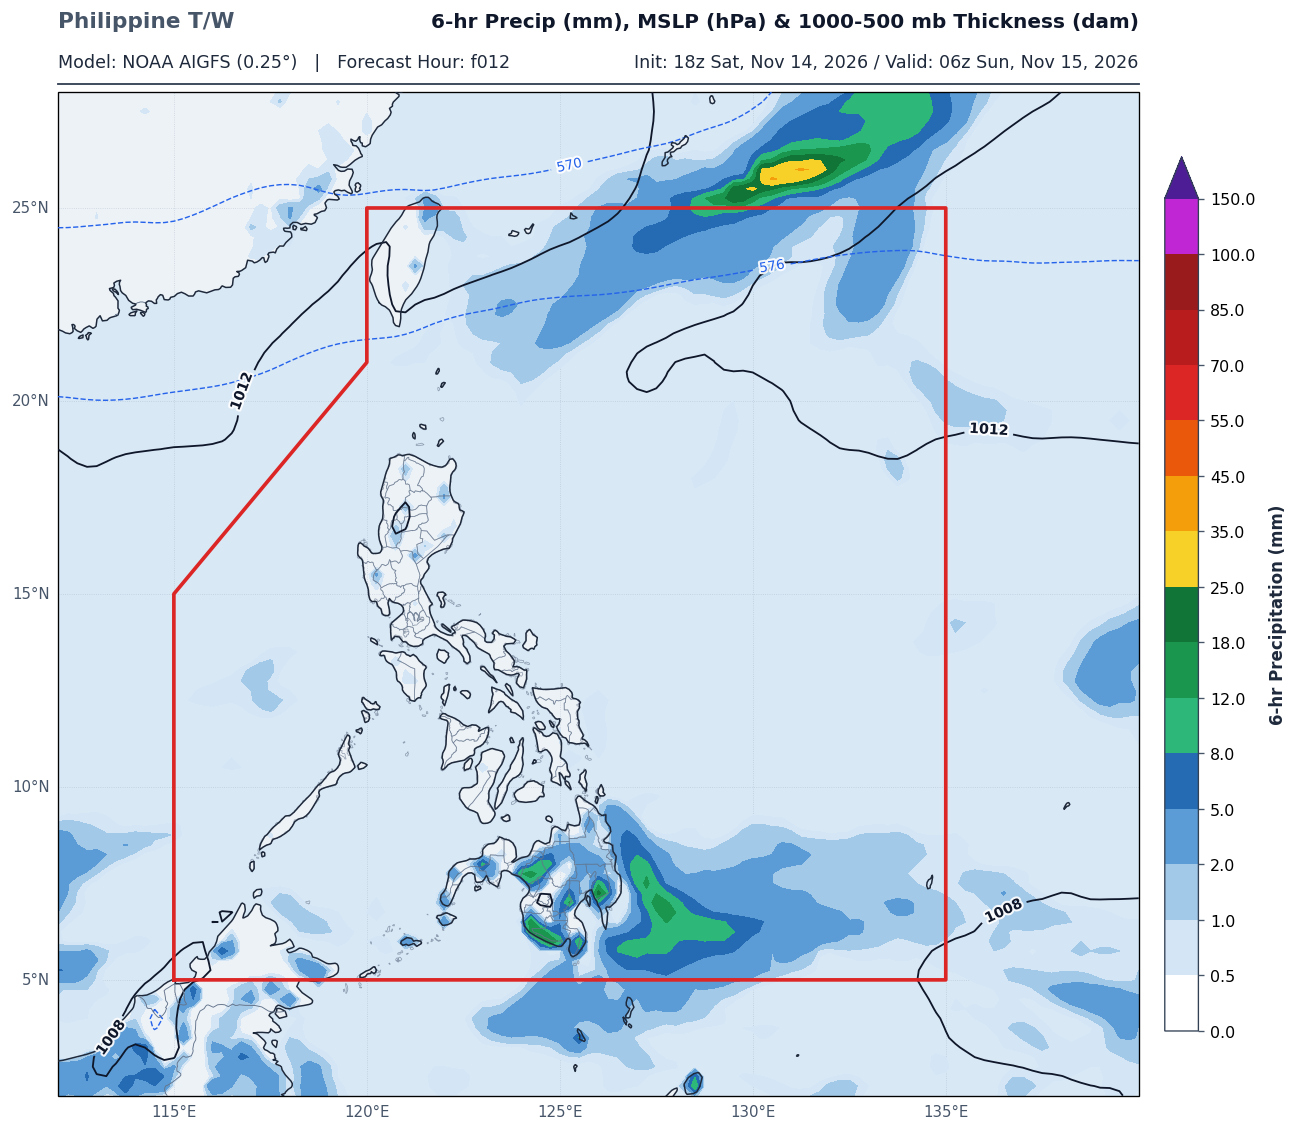 Philippine T/W
6-hr Precip (mm), MSLP (hPa) & 1000-500 mb Thickness (dam)
Model: NOAA AIGFS (0.25°) | Forecast Hour: f012
Init: 18z Sat, Nov 14, 2026 / Valid: 06z Sun, Nov 15, 2026
570
576
1012
1012
1008
1008
25°N
20°N
15°N
10°N
5°N
115°E
120°E
125°E
130°E
135°E
150.0
100.0
85.0
70.0
55.0
45.0
35.0
25.0
18.0
12.0
8.0
5.0
2.0
1.0
0.5
0.0
6-hr Precipitation (mm)